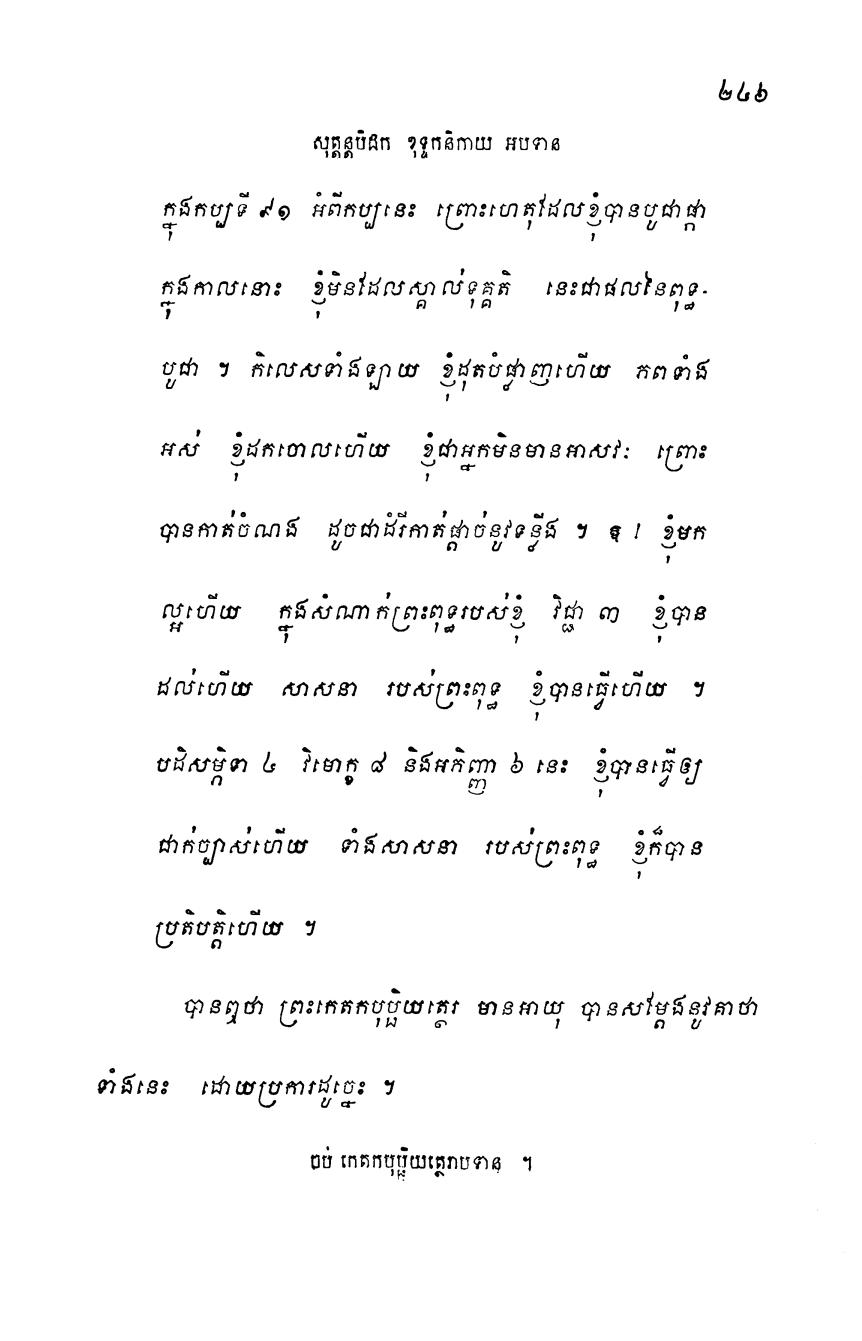 ២៤៦
សុត្តន្តបិដក ខុទ្ទកនិកាយ អបទាន
ក្នុងកប្បទី ៩១ អំពីកប្បនេះ ព្រោះហេតុដែលខ្ញុំបានបូជាផ្កា
ក្នុងកាលនោះ ខ្ញុំមិនដែលស្គាល់ទុគ្គតិ នេះជាផលនៃពុទ្ធ-
បូជា ។ កិលេសទាំងឡាយ ខ្ញុំដុតបំផ្លាញហើយ ភពទាំង
អស់ ខ្ញុំដកចោលហើយ ខ្ញុំជាអ្នកមិនមានអាសវៈ ព្រោះ
បានកាត់ចំណង ដូចជាដំរីកាត់ផ្តាច់នូវទន្លីង ។ ឱ ! ខ្ញុំមក
ល្អហើយ ក្នុងសំណាក់ព្រះពុទ្ធរបស់ខ្ញុំ វិជ្ជា ៣ ខ្ញុំបាន
ដល់ហើយ សាសនា របស់ព្រះពុទ្ធ ខ្ញុំបានធ្វើហើយ ។
បដិសម្ភិទា ៤ វិមោក្ខ ៨ និងអភិញ្ញា ៦ នេះ ខ្ញុំបានធ្វើឲ្យ
ជាក់ច្បាស់ហើយ ទាំងសាសនា របស់ព្រះពុទ្ធ ខ្ញុំក៏បាន
ប្រតិបត្តិហើយ ។
បានឮថា ព្រះកេតកបុប្ផិយត្ថេរ មានអាយុ បានសម្តែងនូវគាថា
ទាំងនេះ ដោយប្រការដូច្នេះ ។
ចប់ កេតកបុប្ផិយត្ថេរាបទាន ។